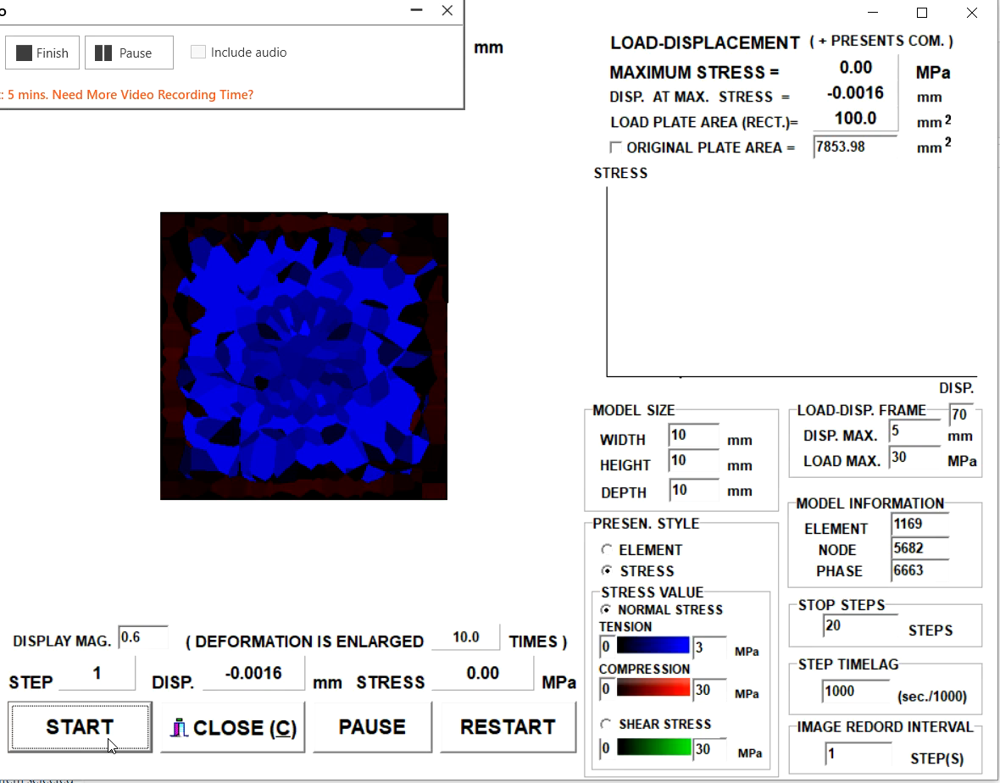 o
Finish Pause Include audio
: 5 mins. Need More Video Recording Time?
mm
LOAD-DISPLACEMENT ( + PRESENTS COM. )
MAXIMUM STRESS = 0.00 MPa
DISP. AT MAX. STRESS = -0.0016 mm
LOAD PLATE AREA (RECT.)= 100.0 mm 2
ORIGINAL PLATE AREA = 7853.98 mm 2
STRESS
DISP.
MODEL SIZE
WIDTH 10 mm
HEIGHT 10 mm
DEPTH 10 mm
LOAD-DISP. FRAME 70
DISP. MAX. 5 mm
LOAD MAX. 30 MPa
MODEL INFORMATION
ELEMENT 1169
NODE 5682
PHASE 6663
PRESEN. STYLE
ELEMENT
STRESS
STRESS VALUE
NORMAL STRESS
TENSION
0 3 MPa
COMPRESSION
0 30 MPa
SHEAR STRESS
0 30 MPa
STOP STEPS
20 STEPS
STEP TIMELAG
1000 (sec./1000)
IMAGE REDORD INTERVAL
1 STEP(S)
DISPLAY MAG. 0.6 ( DEFORMATION IS ENLARGED 10.0 TIMES )
STEP 1 DISP. -0.0016 mm STRESS 0.00 MPa
START CLOSE (C) PAUSE RESTART